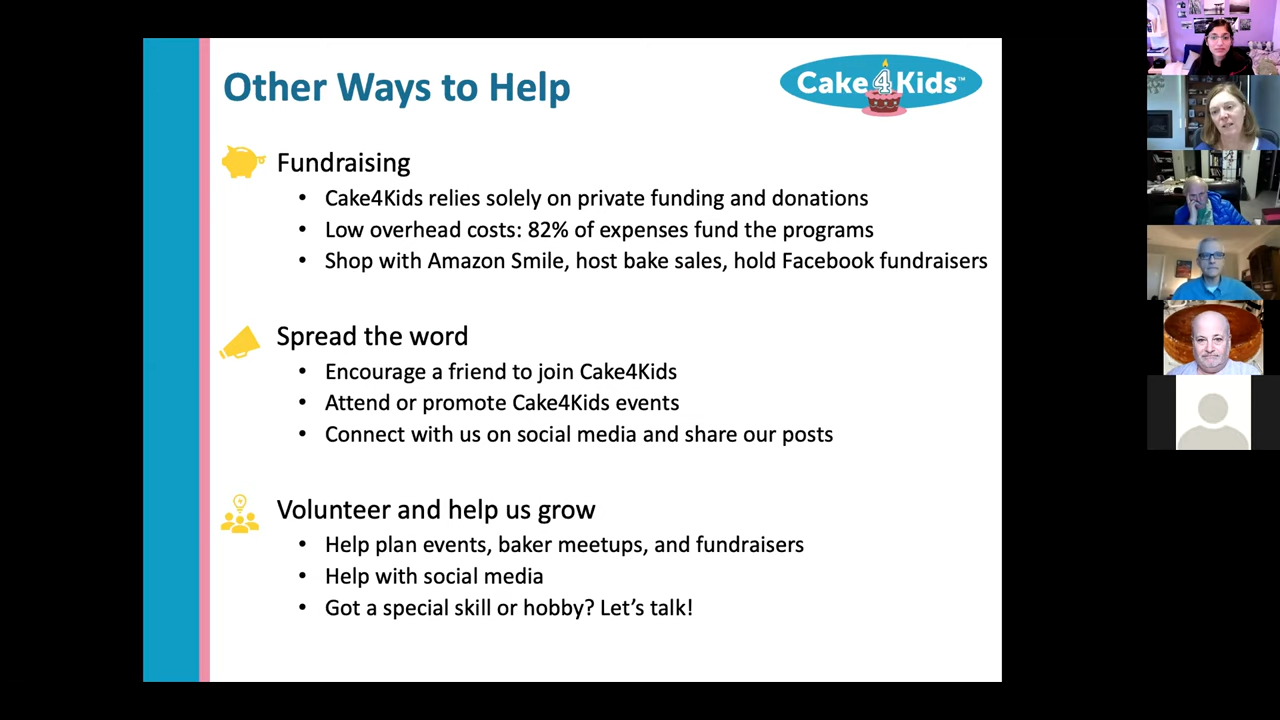 Other Ways to Help
Cake4Kids™
Fundraising
• Cake4Kids relies solely on private funding and donations
• Low overhead costs: 82% of expenses fund the programs
• Shop with Amazon Smile, host bake sales, hold Facebook fundraisers
Spread the word
• Encourage a friend to join Cake4Kids
• Attend or promote Cake4Kids events
• Connect with us on social media and share our posts
Volunteer and help us grow
• Help plan events, baker meetups, and fundraisers
• Help with social media
• Got a special skill or hobby? Let’s talk!